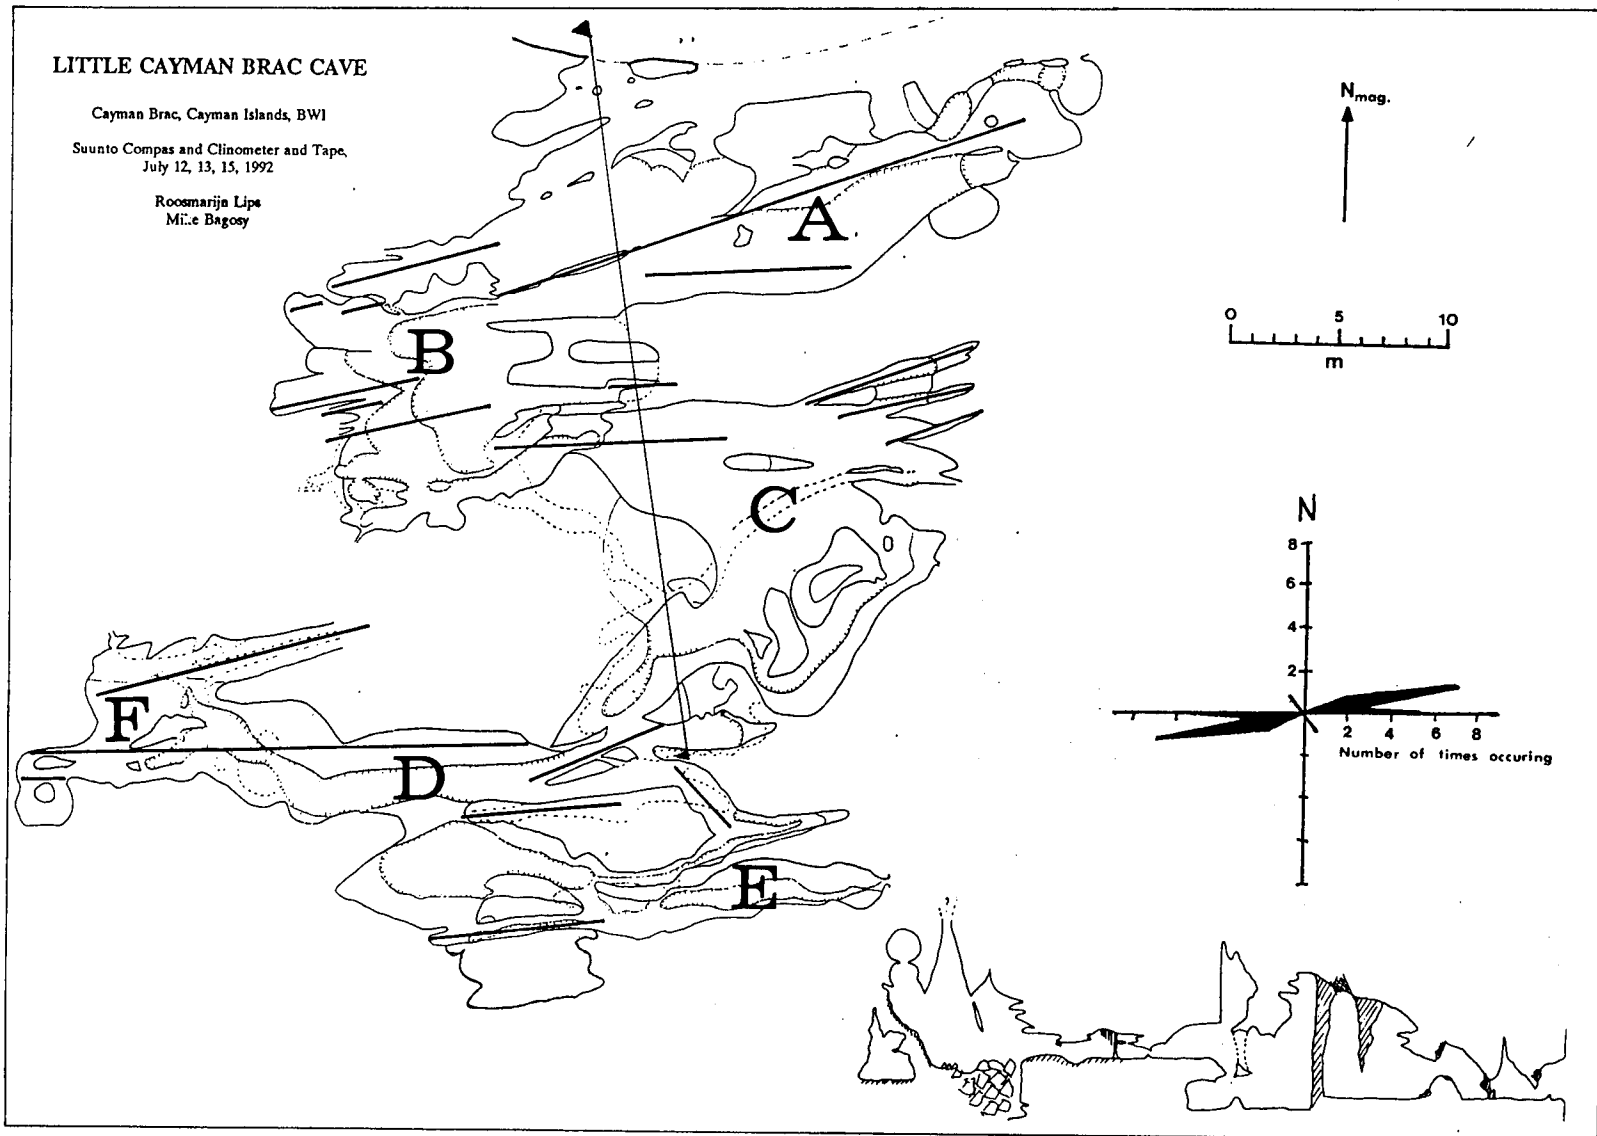 LITTLE CAYMAN BRAC CAVE
Cayman Brac, Cayman Islands, BWI
Suunto Compas and Clinometer and Tape,
July 12, 13, 15, 1992
Roosmarijn Lips
Mike Bagosy
N mag.
0 5 10
m
A
B
C
D
E
F
N
8
6
4
2
2 4 6 8
Number of times occuring